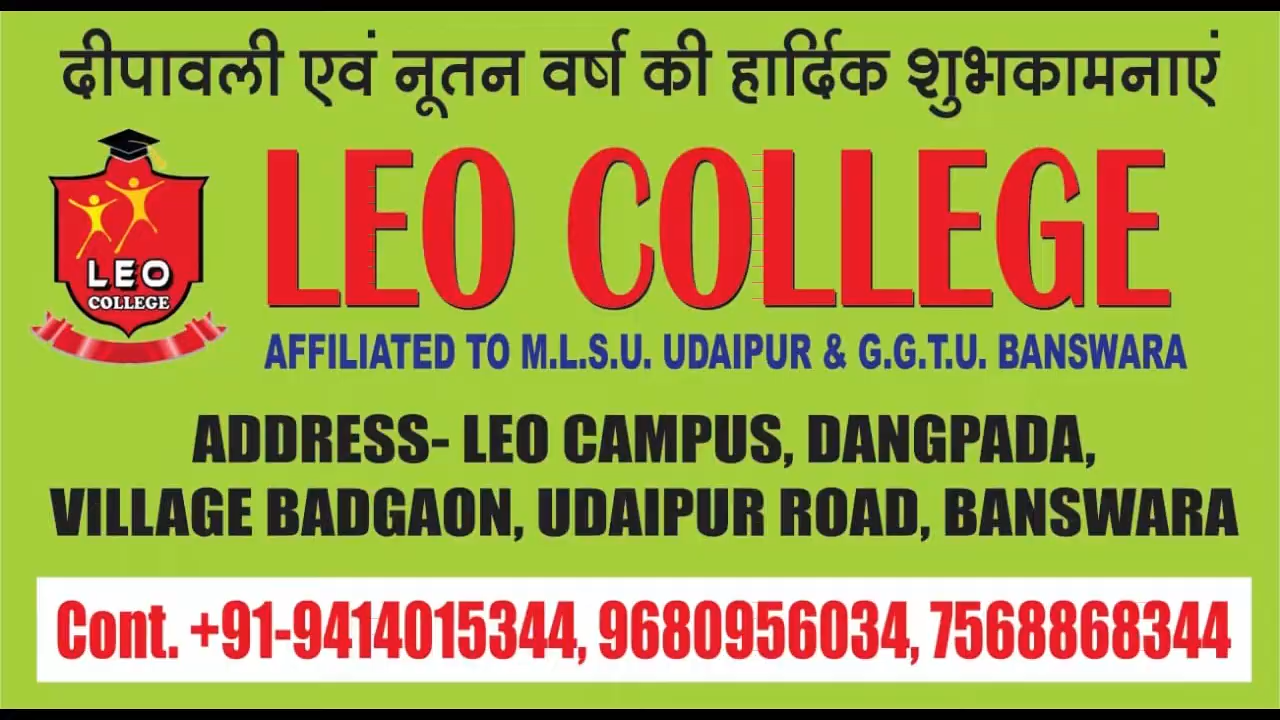 दीपावली एवं नूतन वर्ष की हार्दिक शुभकामनाएं
LEO
COLLEGE
LEO COLLEGE
AFFILIATED TO M.L.S.U. UDAIPUR & G.G.T.U. BANSWARA
ADDRESS- LEO CAMPUS, DANGPADA,
VILLAGE BADGAON, UDAIPUR ROAD, BANSWARA
Cont. +91-9414015344, 9680956034, 7568868344